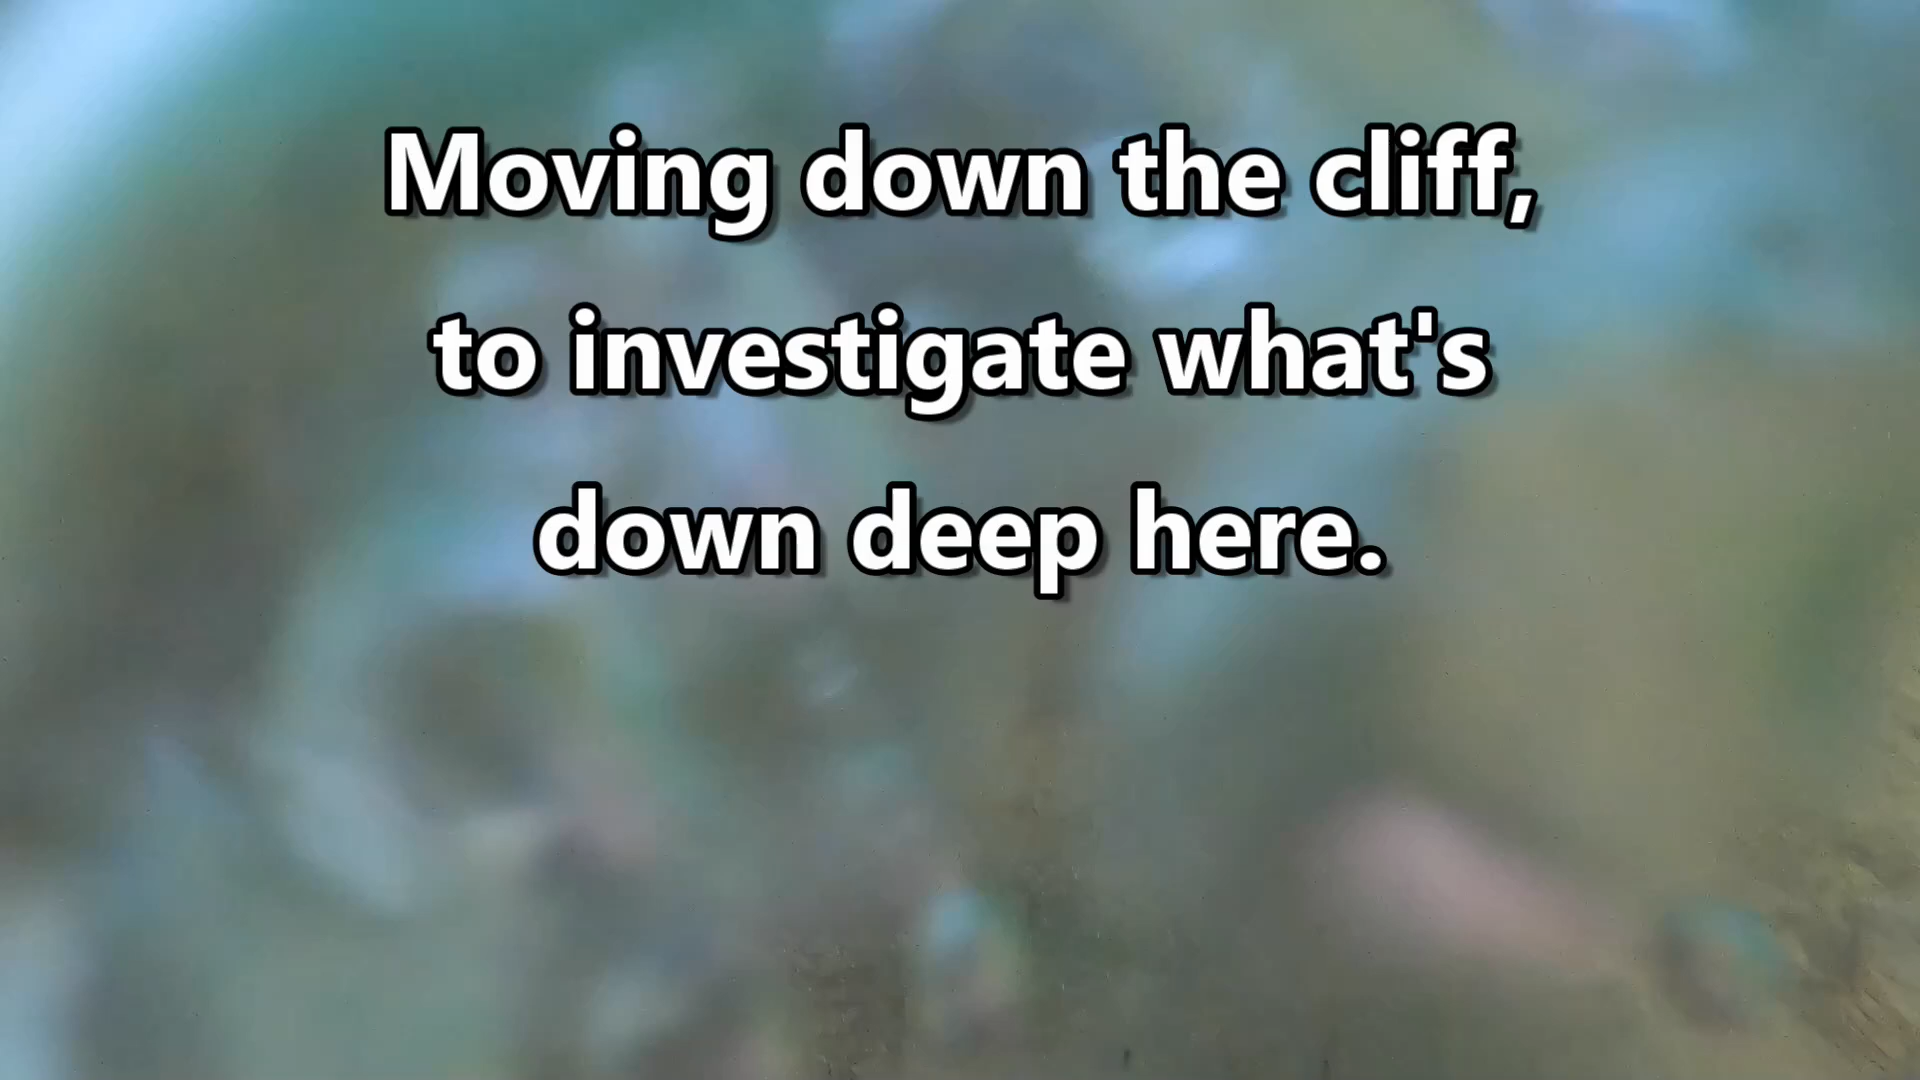 Moving down the cliff,
to investigate what's
down deep here.